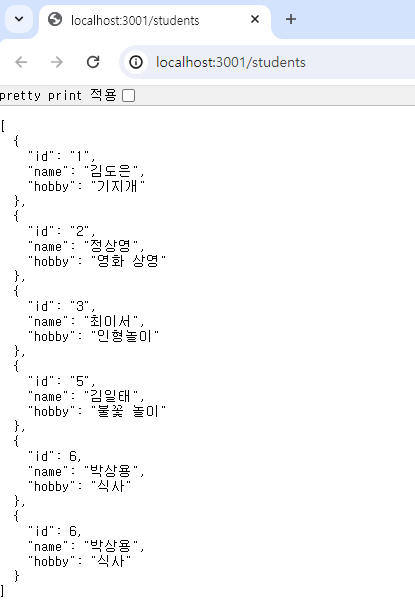 localhost:3001/students
localhost:3001/students
pretty print 적용
[
  {
    "id": "1",
    "name": "김도은",
    "hobby": "기지개"
  },
  {
    "id": "2",
    "name": "정상영",
    "hobby": "영화 상영"
  },
  {
    "id": "3",
    "name": "최이서",
    "hobby": "인형놀이"
  },
  {
    "id": "5",
    "name": "김일태",
    "hobby": "불꽃 놀이"
  },
  {
    "id": 6,
    "name": "박상용",
    "hobby": "식사"
  },
  {
    "id": 6,
    "name": "박상용",
    "hobby": "식사"
  }
]